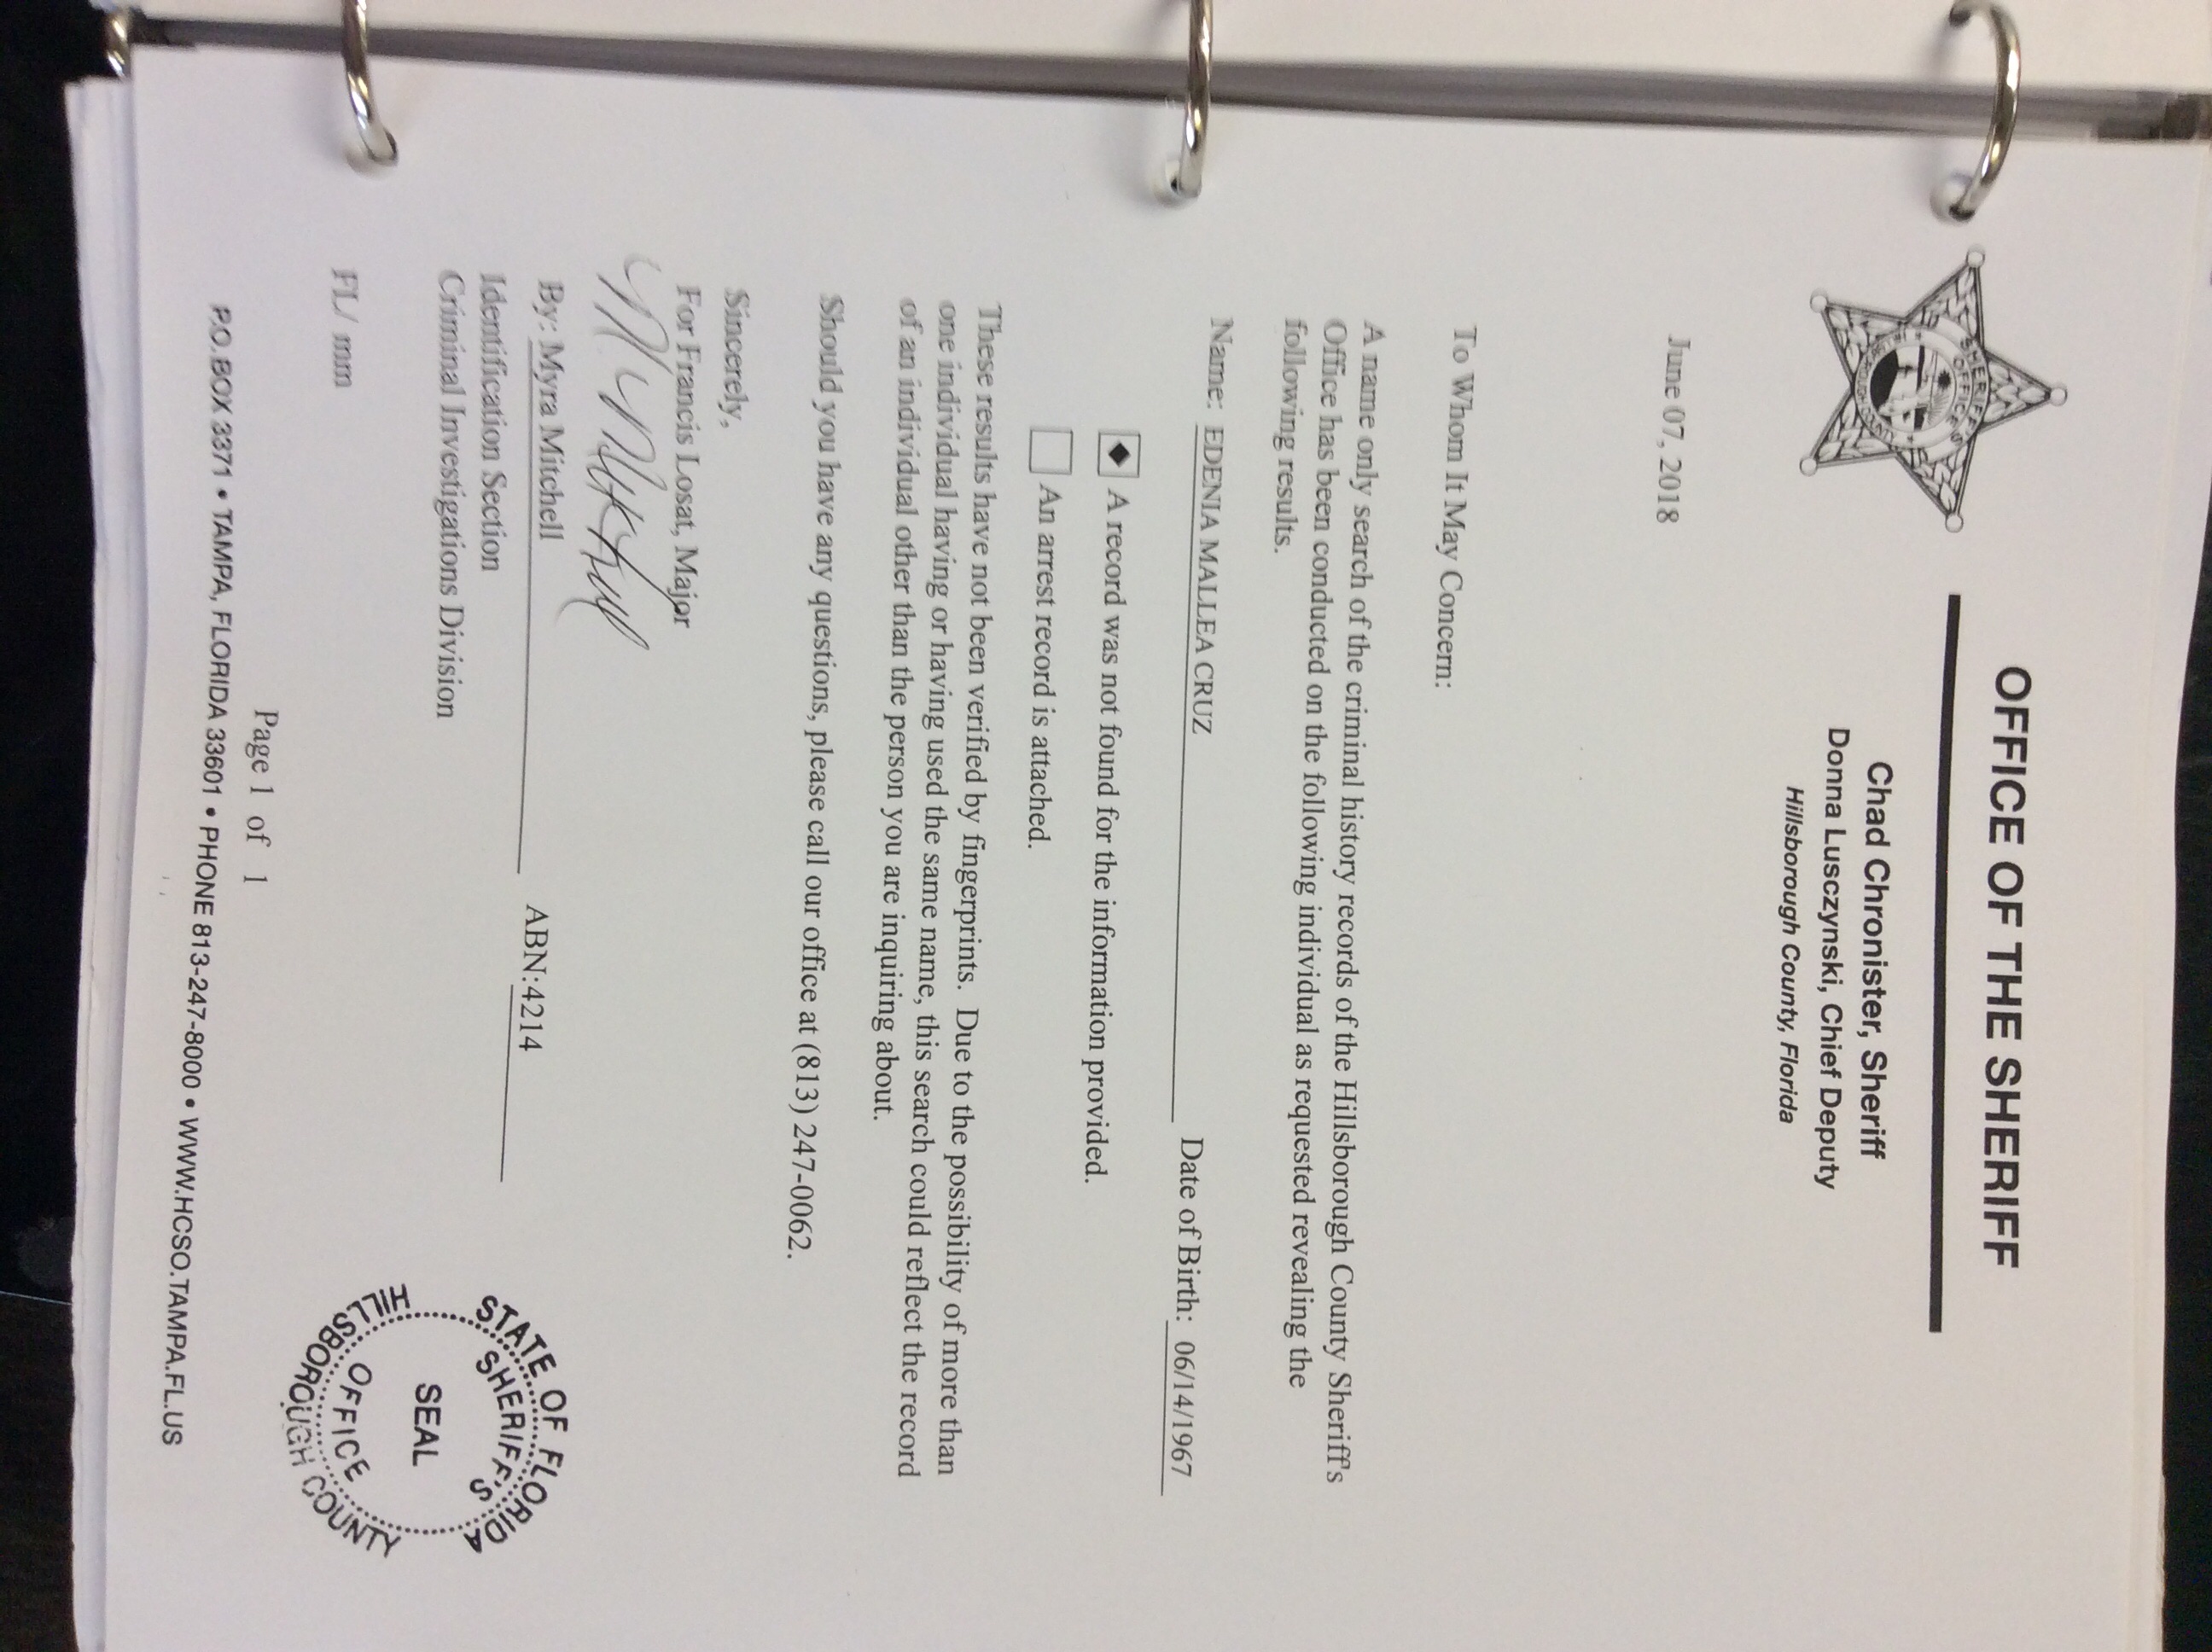 SHERIFF'S
OFFICE
HILLSBOROUGH COUNTY
OFFICE OF THE SHERIFF
Chad Chronister, Sheriff
Donna Lusczynski, Chief Deputy
Hillsborough County, Florida
June 07, 2018
To Whom It May Concern:
A name only search of the criminal history records of the Hillsborough County Sheriff's
Office has been conducted on the following individual as requested revealing the
following results.
Name: EDENIA MALLEA CRUZ Date of Birth: 06/14/1967
A record was not found for the information provided.
An arrest record is attached.
These results have not been verified by fingerprints. Due to the possibility of more than
one individual having or having used the same name, this search could reflect the record
of an individual other than the person you are inquiring about.
Should you have any questions, please call our office at (813) 247-0062.
Sincerely,
For Francis Losat, Major
M Mitchell
By: Myra Mitchell ABN:4214
Identification Section
Criminal Investigations Division
STATE OF FLORIDA
SHERIFF'S
SEAL
OFFICE
HILLSBOROUGH COUNTY
FL/ mm
Page 1 of 1
P.O. BOX 3371 • TAMPA, FLORIDA 33601 • PHONE 813-247-8000 • WWW.HCSO.TAMPA.FL.US